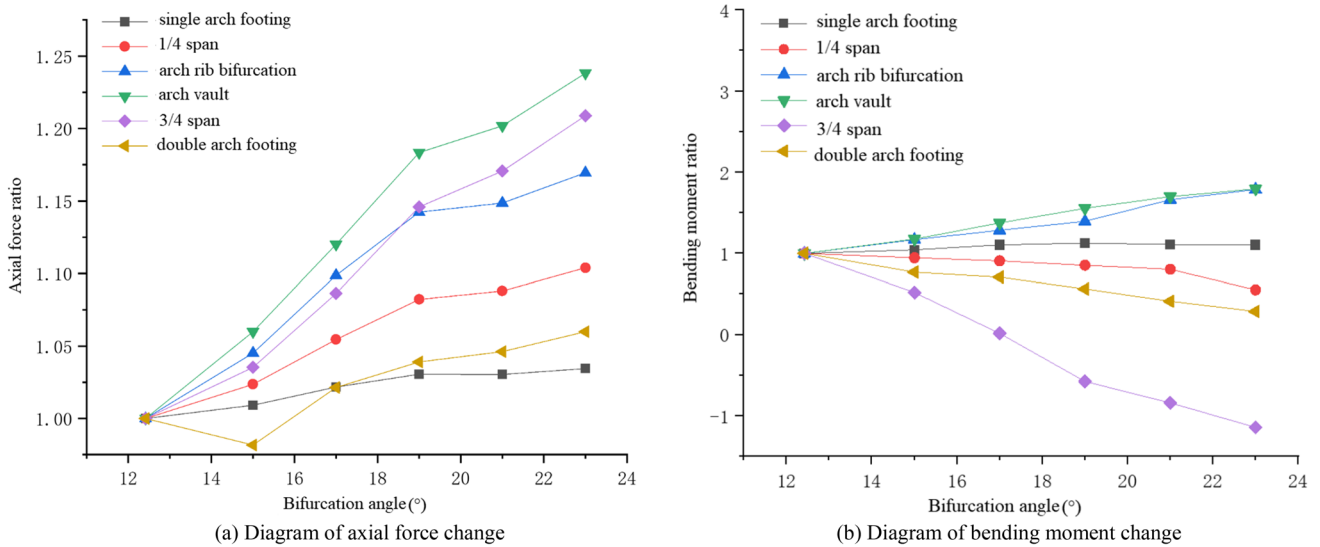 single arch footing
1/4 span
arch rib bifurcation
arch vault
3/4 span
double arch footing
1.25
1.20
1.15
1.10
1.05
1.00
Axial force ratio
12 14 16 18 20 22 24
Bifurcation angle(°)
(a) Diagram of axial force change
single arch footing
1/4 span
arch rib bifurcation
arch vault
3/4 span
double arch footing
4
3
2
1
0
-1
Bending moment ratio
12 14 16 18 20 22 24
Bifurcation angle(°)
(b) Diagram of bending moment change